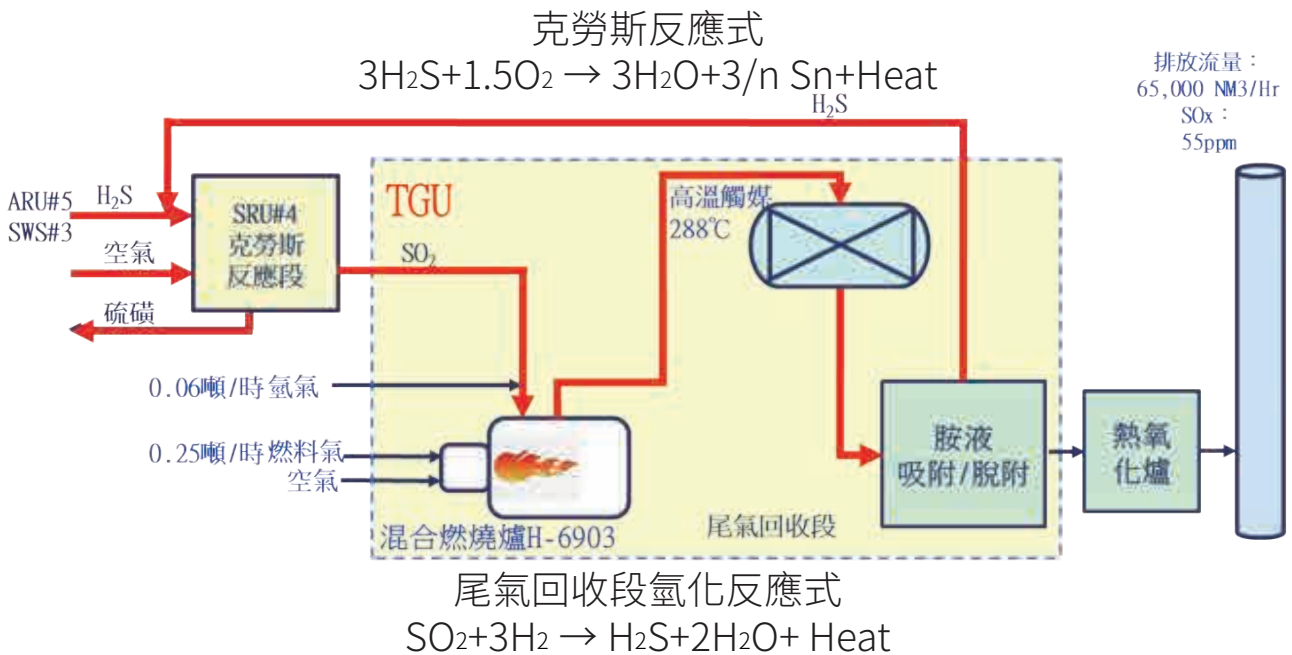 克勞斯反應式
3H₂S+1.5O₂ → 3H₂O+3/n Sn+Heat
排放流量：
65,000 NM3/Hr
SOx：
55ppm
H₂S
ARU#5
SWS#3
H₂S
空氣
硫磺
SRU#4
克勞斯
反應段
TGU
SO₂
高溫觸媒
288℃
0.06噸/時氫氣
0.25噸/時燃料氣
空氣
混合燃燒爐H-6903
尾氣回收段
胺液
吸附/脫附
熱氧
化爐
尾氣回收段氫化反應式
SO₂+3H₂ → H₂S+2H₂O+ Heat